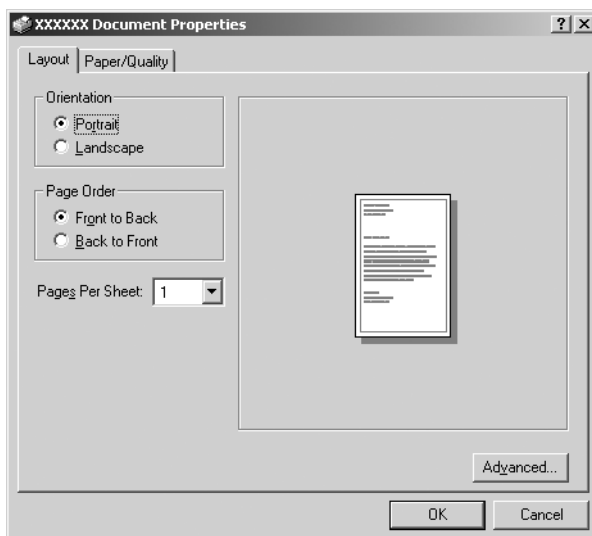 XXXXXX Document Properties
Layout
Paper/Quality
Orientation
Portrait
Landscape
Page Order
Front to Back
Back to Front
Pages Per Sheet: 1
Advanced...
OK
Cancel